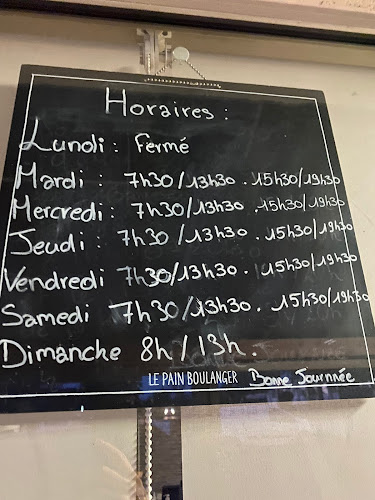 Horaires :
Lundi : Fermé
Mardi : 7h30/13h30 . 15h30/19h30
Mercredi : 7h30/13h30 . 15h30/19h30
Jeudi : 7h30/13h30 . 15h30/19h30
Vendredi 7h30/13h30 . 15h30/19h30
Samedi 7h30/13h30 . 15h30/19h30
Dimanche 8h/13h.
LE PAIN BOULANGER Bonne Journnée